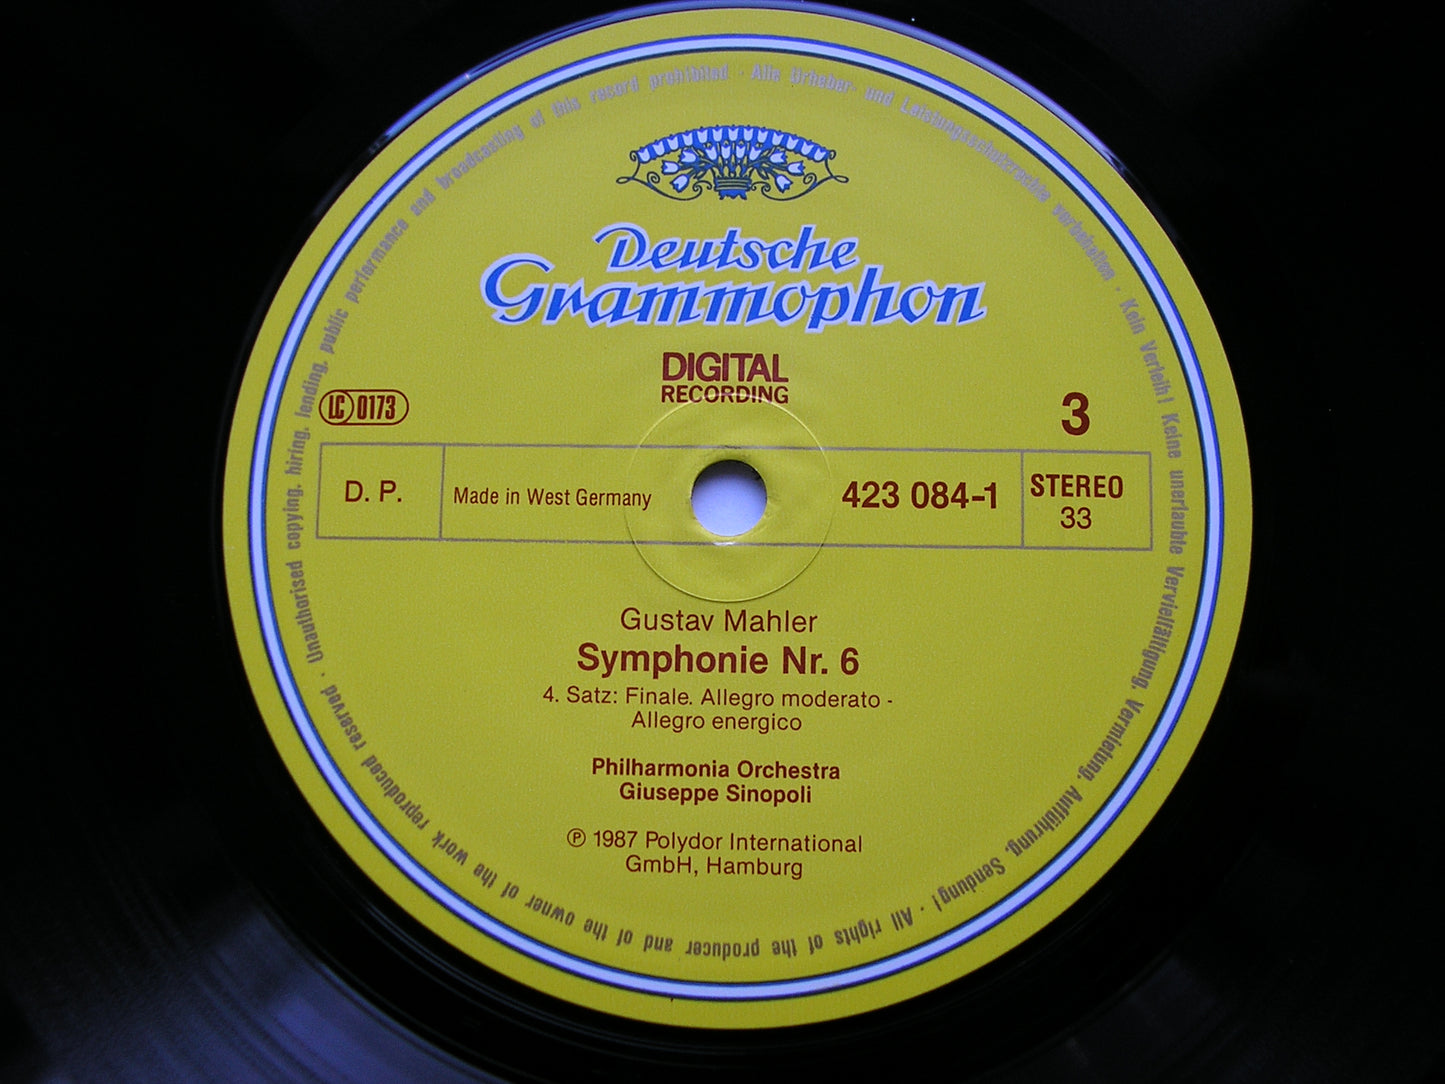 Deutsche
Grammophon
DIGITAL
RECORDING
LC 0173
3
D. P.
Made in West Germany
423 084-1
STEREO
33
Gustav Mahler
Symphonie Nr. 6
4. Satz: Finale. Allegro moderato -
Allegro energico
Philharmonia Orchestra
Giuseppe Sinopoli
℗ 1987 Polydor International
GmbH, Hamburg
Alle Urheber- und Leistungsschutzrechte vorbehalten · Kein Verleih! Keine unerlaubte Vervielfältigung, Vermietung, Aufführung, Sendung! · All rights of the producer and of the owner of the work reproduced reserved · Unauthorised copying, hiring, lending, public performance and broadcasting of this record prohibited ·